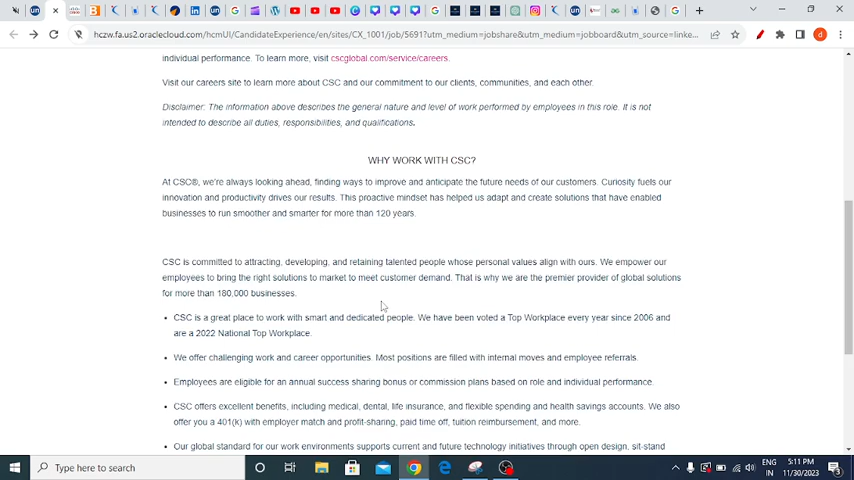 hczw.fa.us2.oraclecloud.com/hcmUI/CandidateExperience/en/sites/CX_1001/job/5691?utm_medium=jobshare&utm_medium=jobboard&utm_source=linke...
individual performance. To learn more, visit cscglobal.com/service/careers.
Visit our careers site to learn more about CSC and our commitment to our clients, communities, and each other.
Disclaimer: The information above describes the general nature and level of work performed by employees in this role. It is not
intended to describe all duties, responsibilities, and qualifications.
WHY WORK WITH CSC?
At CSC®, we're always looking ahead, finding ways to improve and anticipate the future needs of our customers. Curiosity fuels our
innovation and productivity drives our results. This proactive mindset has helped us adapt and create solutions that have enabled
businesses to run smoother and smarter for more than 120 years.
CSC is committed to attracting, developing, and retaining talented people whose personal values align with ours. We empower our
employees to bring the right solutions to market to meet customer demand. That is why we are the premier provider of global solutions
for more than 180,000 businesses.
• CSC is a great place to work with smart and dedicated people. We have been voted a Top Workplace every year since 2006 and
are a 2022 National Top Workplace.
• We offer challenging work and career opportunities. Most positions are filled with internal moves and employee referrals.
• Employees are eligible for an annual success sharing bonus or commission plans based on role and individual performance.
• CSC offers excellent benefits, including medical, dental, life insurance, and flexible spending and health savings accounts. We also
offer you a 401(k) with employer match and profit-sharing, paid time off, tuition reimbursement, and more.
• Our global standard for our work environments supports current and future technology initiatives through open design, sit-stand
Type here to search
ENG
IN
5:11 PM
11/30/2023